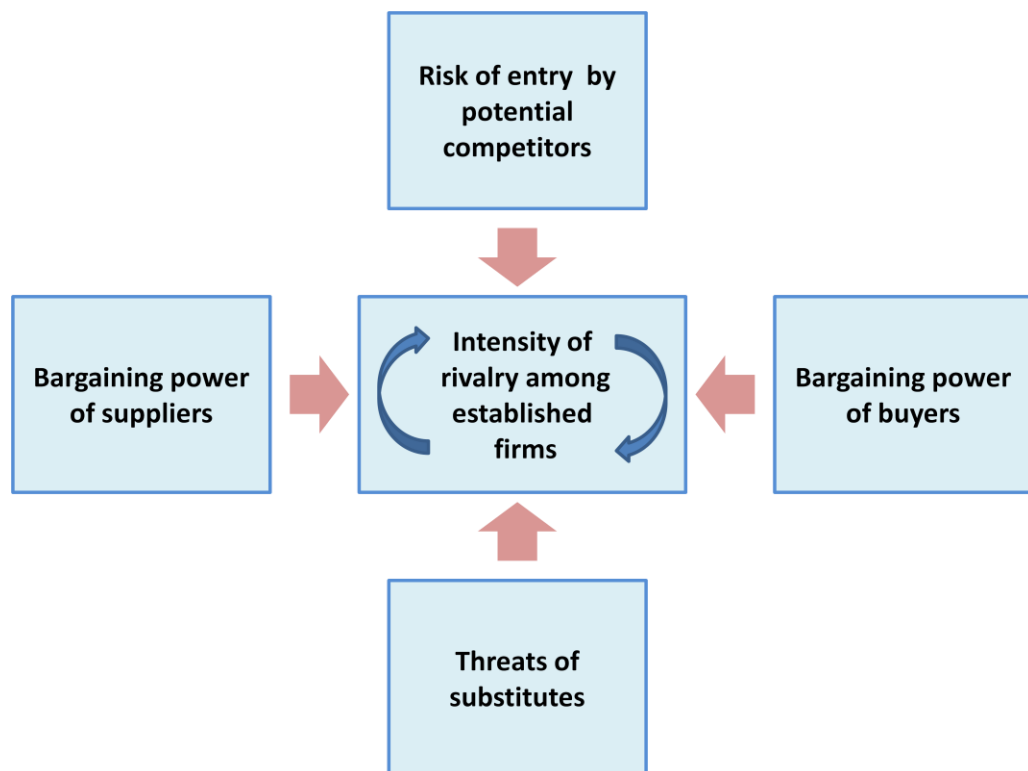 Risk of entry  by
potential
competitors
Bargaining power
of suppliers
Intensity of
rivalry among
established
firms
Bargaining power
of buyers
Threats of
substitutes